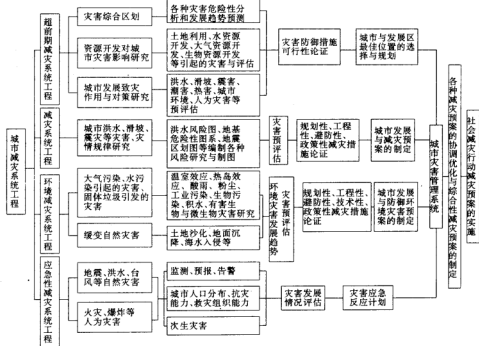 城市减灾系统工程
超前期减灾系统工程
灾害综合区划
各种灾害危险性分
析和发展趋势预测
资源开发对城
市灾害影响研究
土地利用、水资源
开发、大气资源开
发、生物资源开发
等引起的灾害与评估
城市发展致灾
作用与对策研究
洪水、滑坡、震害、
潮害、热害、城市
环境、人为灾害等
预评估
灾害防御措施
可行性论证
城市与发展区
最佳位置的选
择与规划
减灾系统工程
城市洪水、滑坡、
震灾等灾害、灾
情规律研究
洪水风险图、地基
危险性图系、地震
区划图等编制各种
风险研究与制图
灾害
预评估
规划性、工程
性、避防性、
政策性减灾措
施论证
城市发展
与减灾预
案的制定
环境减灾系统工程
大气污染、水污
染引起的灾害、
固体垃圾引发的
灾害
温室效应、热岛效
应、酸雨、粉尘、
工业污染、生物污
染、积水、有害生
物与微生物灾害研究
缓变自然灾害
土地沙化、地面沉
降、海水入侵等
环境灾害发展趋势
灾害预评估
规划性、工程性、
避防性、技术性、
政策性减灾措施
论证
城市发展
与防御环
境灾害预
案的制定
应急性减灾系统工程
地震、洪水、台
风等自然灾害
火灾、爆炸等
人为灾害
监测、预报、告警
城市人口分布、抗灾
能力、救灾组织能力
次生灾害
灾害发展
情况评估
灾害应急
反应计划
城市灾害管理系统
各种减灾预案的协调优化与综合性减灾预案的制定
社会减灾行动减灾预案的实施